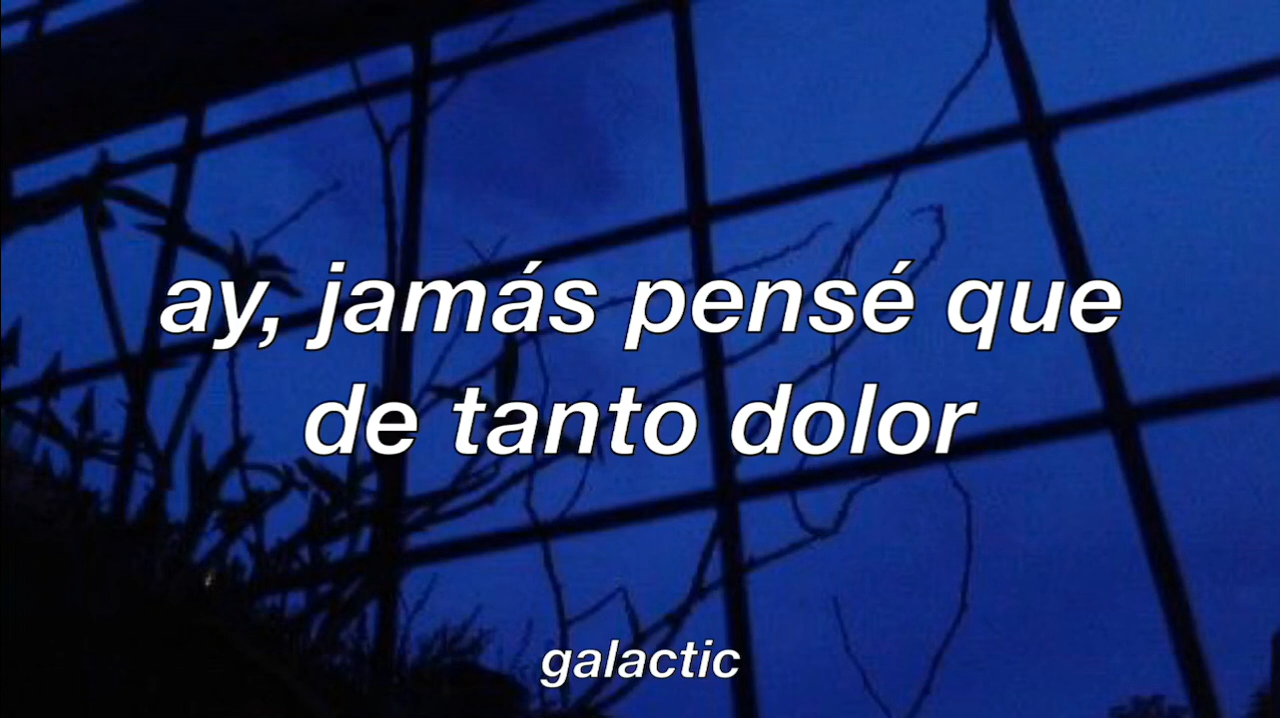 ay, jamás pensé que
de tanto dolor
galactic